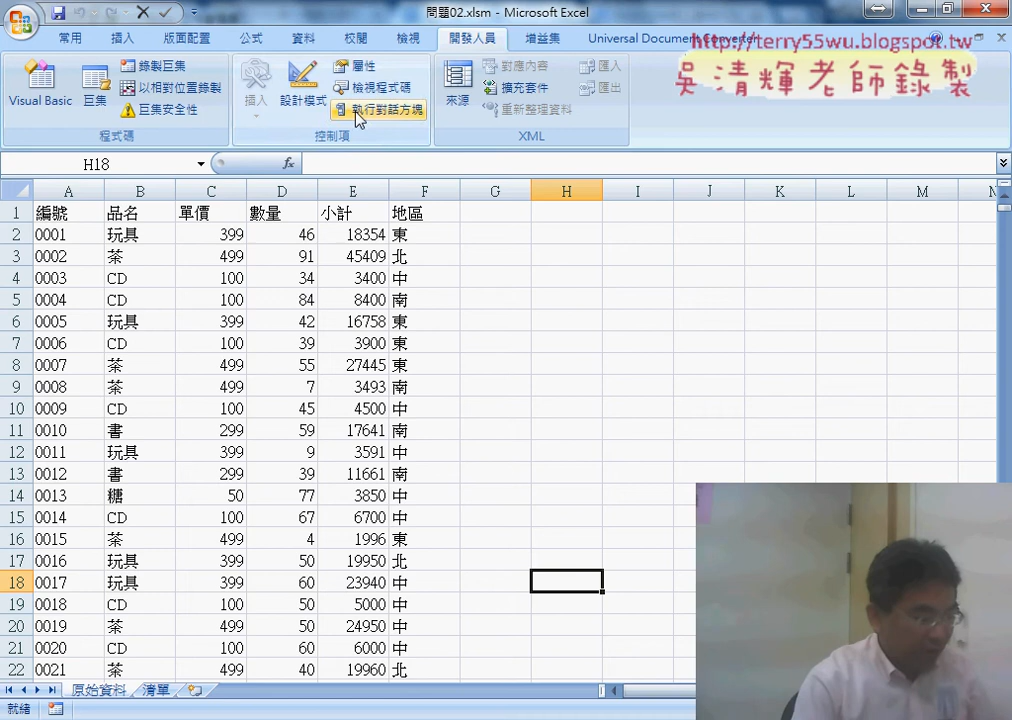 問題02.xlsm - Microsoft Excel
常用 插入 版面配置 公式 資料 校閱 檢視 開發人員 增益集 Universal Document Converter
http://terry55wu.blogspot.tw
吳清輝老師錄製
Visual Basic 巨集 錄製巨集 以相對位置錄製 巨集安全性
插入 設計模式 屬性 檢視程式碼 執行對話方塊
來源 對應內容 擴充套件 重新整理資料 匯入 匯出
程式碼 控制項 XML
H18 fx
A B C D E F G H I J K L M N
1 編號 品名 單價 數量 小計 地區
2 0001 玩具 399 46 18354 東
3 0002 茶 499 91 45409 北
4 0003 CD 100 34 3400 中
5 0004 CD 100 84 8400 南
6 0005 玩具 399 42 16758 東
7 0006 CD 100 39 3900 東
8 0007 茶 499 55 27445 東
9 0008 茶 499 7 3493 南
10 0009 CD 100 45 4500 中
11 0010 書 299 59 17641 南
12 0011 玩具 399 9 3591 中
13 0012 書 299 39 11661 南
14 0013 糖 50 77 3850 中
15 0014 CD 100 67 6700 中
16 0015 茶 499 4 1996 東
17 0016 玩具 399 50 19950 北
18 0017 玩具 399 60 23940 中
19 0018 CD 100 50 5000 中
20 0019 茶 499 50 24950 中
21 0020 CD 100 60 6000 中
22 0021 茶 499 40 19960 北
原始資料 清單
就緒